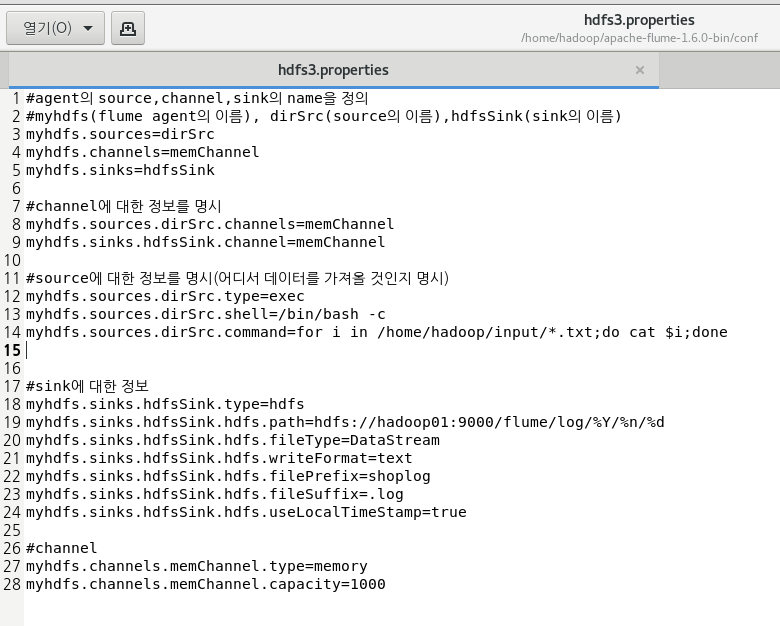 열기(O)
hdfs3.properties
/home/hadoop/apache-flume-1.6.0-bin/conf
hdfs3.properties ×
1 #agent의 source,channel,sink의 name을 정의
2 #myhdfs(flume agent의 이름), dirSrc(source의 이름),hdfsSink(sink의 이름)
3 myhdfs.sources=dirSrc
4 myhdfs.channels=memChannel
5 myhdfs.sinks=hdfsSink
6
7 #channel에 대한 정보를 명시
8 myhdfs.sources.dirSrc.channels=memChannel
9 myhdfs.sinks.hdfsSink.channel=memChannel
10
11 #source에 대한 정보를 명시(어디서 데이터를 가져올 것인지 명시)
12 myhdfs.sources.dirSrc.type=exec
13 myhdfs.sources.dirSrc.shell=/bin/bash -c
14 myhdfs.sources.dirSrc.command=for i in /home/hadoop/input/*.txt;do cat $i;done
15
16
17 #sink에 대한 정보
18 myhdfs.sinks.hdfsSink.type=hdfs
19 myhdfs.sinks.hdfsSink.hdfs.path=hdfs://hadoop01:9000/flume/log/%Y/%n/%d
20 myhdfs.sinks.hdfsSink.hdfs.fileType=DataStream
21 myhdfs.sinks.hdfsSink.hdfs.writeFormat=text
22 myhdfs.sinks.hdfsSink.hdfs.filePrefix=shoplog
23 myhdfs.sinks.hdfsSink.hdfs.fileSuffix=.log
24 myhdfs.sinks.hdfsSink.hdfs.useLocalTimeStamp=true
25
26 #channel
27 myhdfs.channels.memChannel.type=memory
28 myhdfs.channels.memChannel.capacity=1000